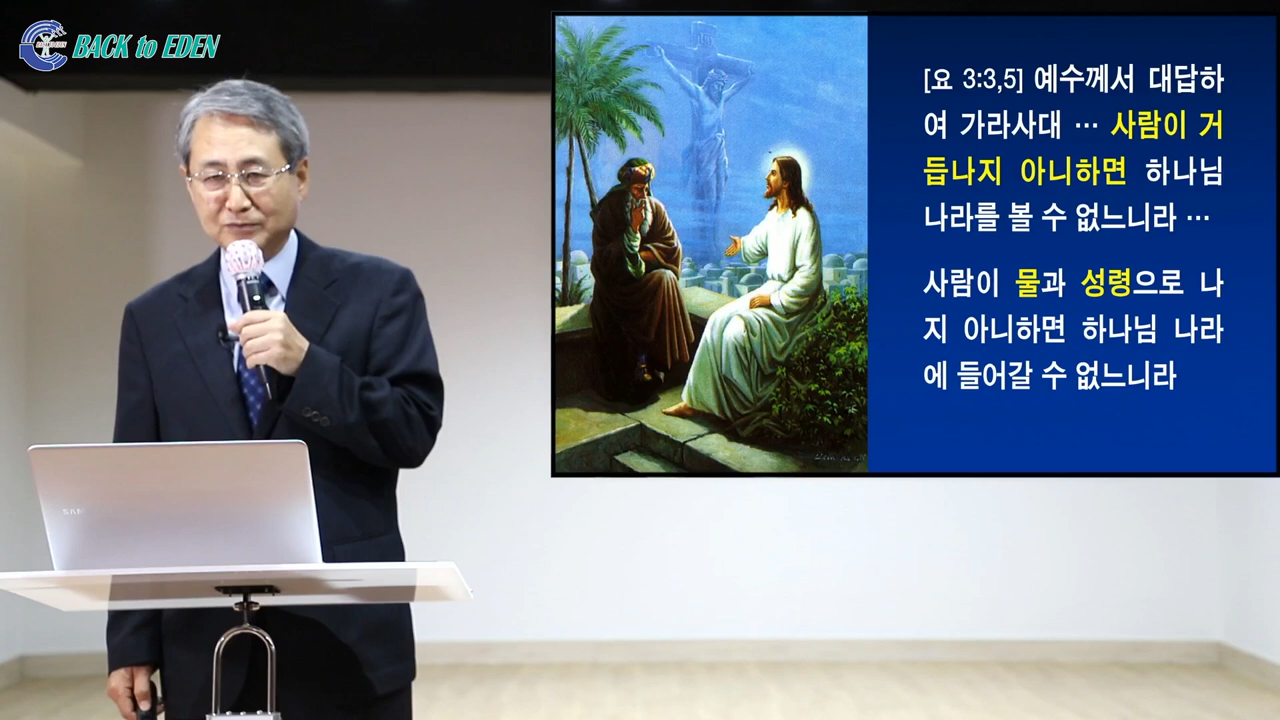 BACK to EDEN
[요 3:3,5] 예수께서 대답하
여 가라사대 … 사람이 거
듭나지 아니하면 하나님
나라를 볼 수 없느니라 …
사람이 물과 성령으로 나
지 아니하면 하나님 나라
에 들어갈 수 없느니라